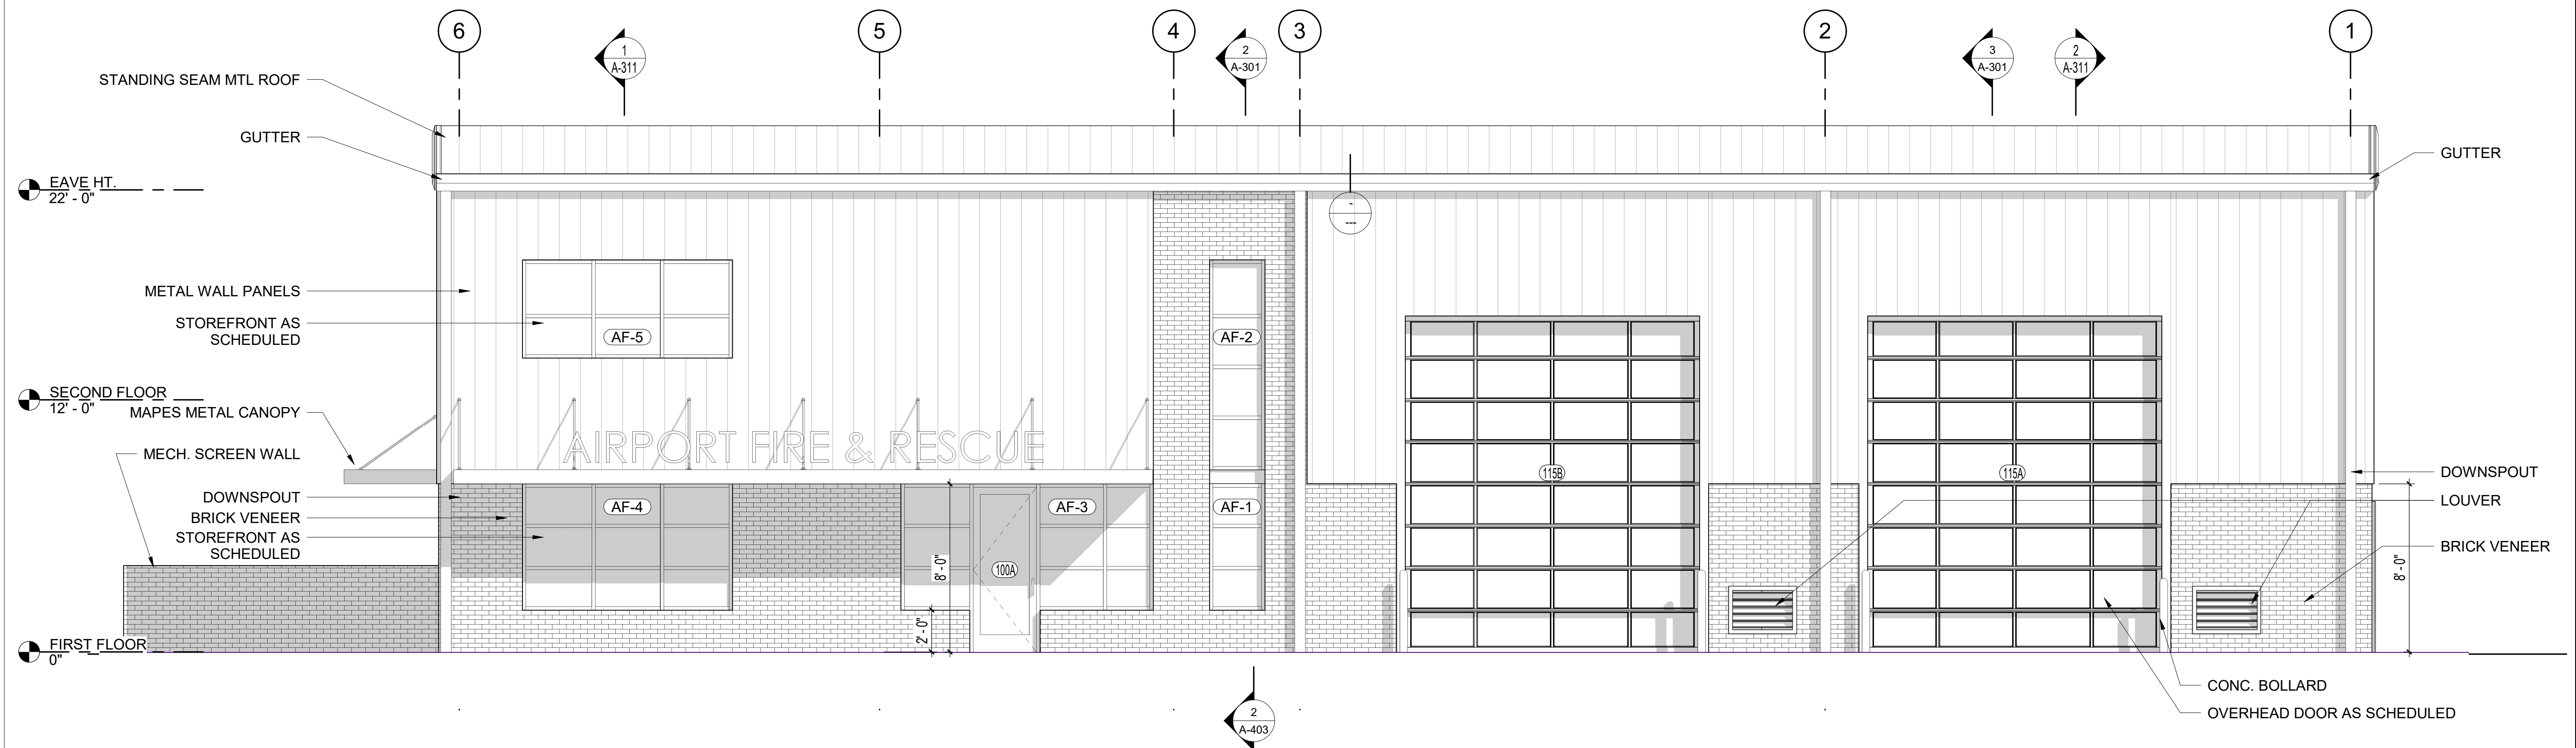 6
5
4
3
2
1
1
A-311
2
A-301
3
A-301
2
A-311
STANDING SEAM MTL ROOF
GUTTER
GUTTER
EAVE HT.
22' - 0"
-
---
METAL WALL PANELS
STOREFRONT AS
SCHEDULED
AF-5
AF-2
SECOND FLOOR
12' - 0"
MAPES METAL CANOPY
AIRPORT FIRE & RESCUE
MECH. SCREEN WALL
115B
115A
DOWNSPOUT
DOWNSPOUT
LOUVER
AF-4
AF-3
AF-1
BRICK VENEER
STOREFRONT AS
SCHEDULED
BRICK VENEER
8' - 0"
100A
8' - 0"
2' - 0"
FIRST FLOOR
0"
CONC. BOLLARD
OVERHEAD DOOR AS SCHEDULED
2
A-403